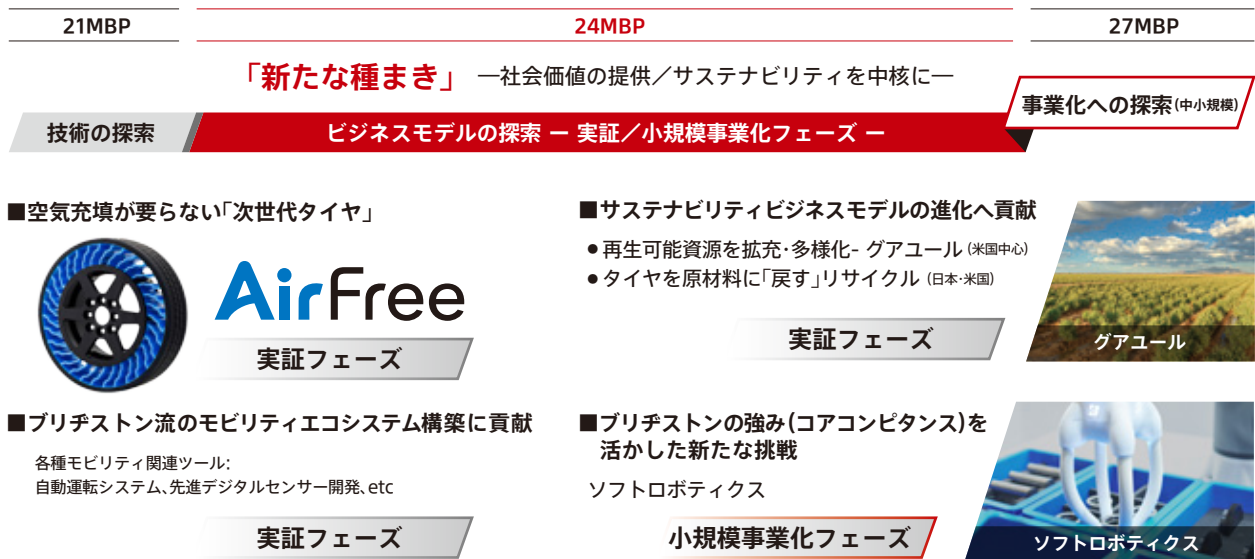 21MBP
24MBP
27MBP
「新たな種まき」 ―社会価値の提供／サステナビリティを中核に―
技術の探索
ビジネスモデルの探索 ー 実証／小規模事業化フェーズ ー
事業化への探索(中小規模)
■空気充填が要らない「次世代タイヤ」
AirFree
実証フェーズ
■サステナビリティビジネスモデルの進化へ貢献
●再生可能資源を拡充・多様化- グアユール (米国中心)
●タイヤを原材料に「戻す」リサイクル (日本・米国)
実証フェーズ
グアユール
■ブリヂストン流のモビリティエコシステム構築に貢献
各種モビリティ関連ツール:
自動運転システム、先進デジタルセンサー開発、etc
実証フェーズ
■ブリヂストンの強み(コアコンピタンス)を
活かした新たな挑戦
ソフトロボティクス
小規模事業化フェーズ
ソフトロボティクス